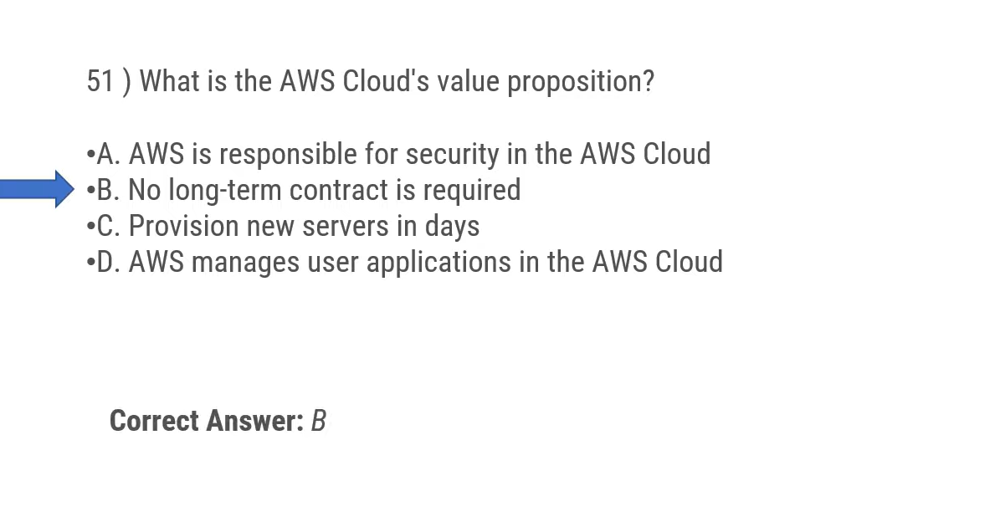 51 ) What is the AWS Cloud's value proposition?
•A. AWS is responsible for security in the AWS Cloud
•B. No long-term contract is required
•C. Provision new servers in days
•D. AWS manages user applications in the AWS Cloud
Correct Answer: B